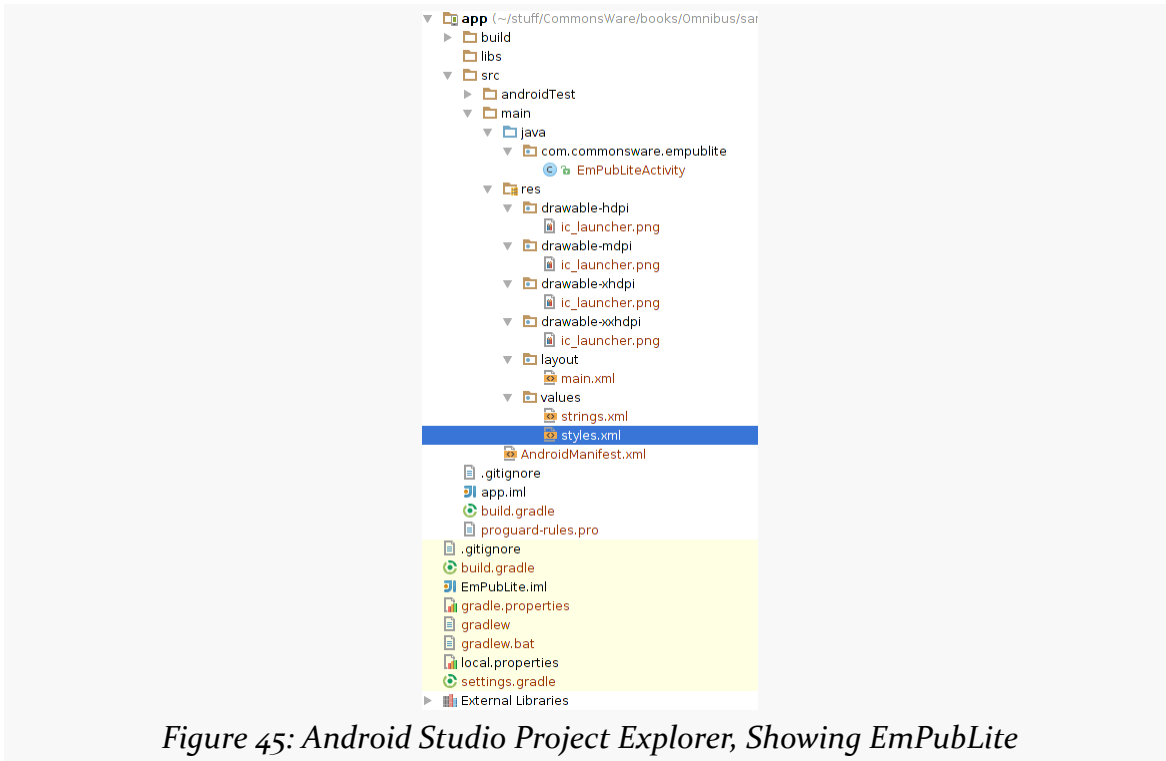 app (~/stuff/CommonsWare/books/Omnibus/sar
build
libs
src
androidTest
main
java
com.commonsware.empublite
EmPubLiteActivity
res
drawable-hdpi
ic_launcher.png
drawable-mdpi
ic_launcher.png
drawable-xhdpi
ic_launcher.png
drawable-xxhdpi
ic_launcher.png
layout
main.xml
values
strings.xml
styles.xml
AndroidManifest.xml
.gitignore
app.iml
build.gradle
proguard-rules.pro
.gitignore
build.gradle
EmPubLite.iml
gradle.properties
gradlew
gradlew.bat
local.properties
settings.gradle
External Libraries
Figure 45: Android Studio Project Explorer, Showing EmPubLite